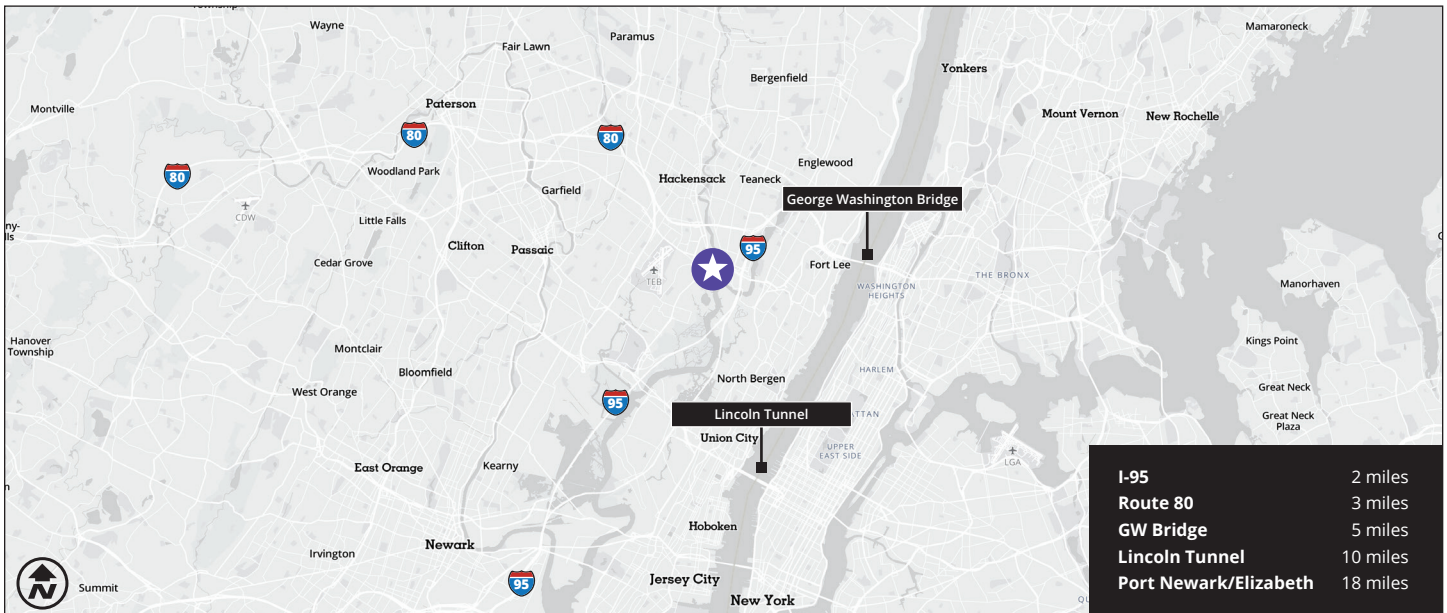 Township
Wayne
Fair Lawn
Paramus
Mamaroneck
Bergenfield
Yonkers
Montville
Paterson
Mount Vernon
New Rochelle
80
80
80
Woodland Park
Hackensack
Teaneck
Englewood
Garfield
George Washington Bridge
CDW
Little Falls
ny-
lls
Clifton
Passaic
95
Cedar Grove
TEB
Fort Lee
THE BRONX
WASHINGTON
HEIGHTS
Manorhaven
Hanover
Township
Montclair
Kings Point
Bloomfield
North Bergen
HARLEM
West Orange
Great Neck
95
Lincoln Tunnel
TTAN
Great Neck
Plaza
Union City
UPPER
EAST SIDE
LGA
East Orange
Kearny
I-95 2 miles
Route 80 3 miles
GW Bridge 5 miles
Lincoln Tunnel 10 miles
Port Newark/Elizabeth 18 miles
Hoboken
Newark
Irvington
N
Summit
95
Jersey City
New York
QU